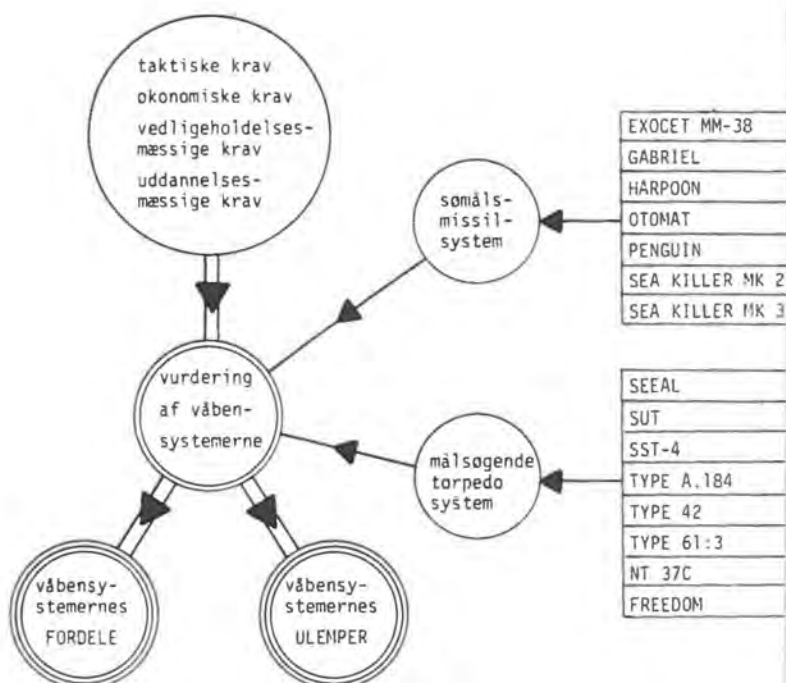 taktiske krav
økonomiske krav
vedligeholdelses-
mæssige krav
uddannelses-
mæssige krav
sømåls-
missil-
system
EXOCET MM-38
GABRIEL
HARPOON
OTOMAT
PENGUIN
SEA KILLER MK 2
SEA KILLER MK 3
vurdering
af våben-
systemerne
målsøgende
torpedo
system
SEEAL
SUT
SST-4
TYPE A.184
TYPE 42
TYPE 61:3
NT 37C
FREEDOM
våbensy-
stemernes
FORDELE
våbensy-
stemernes
ULEMPER